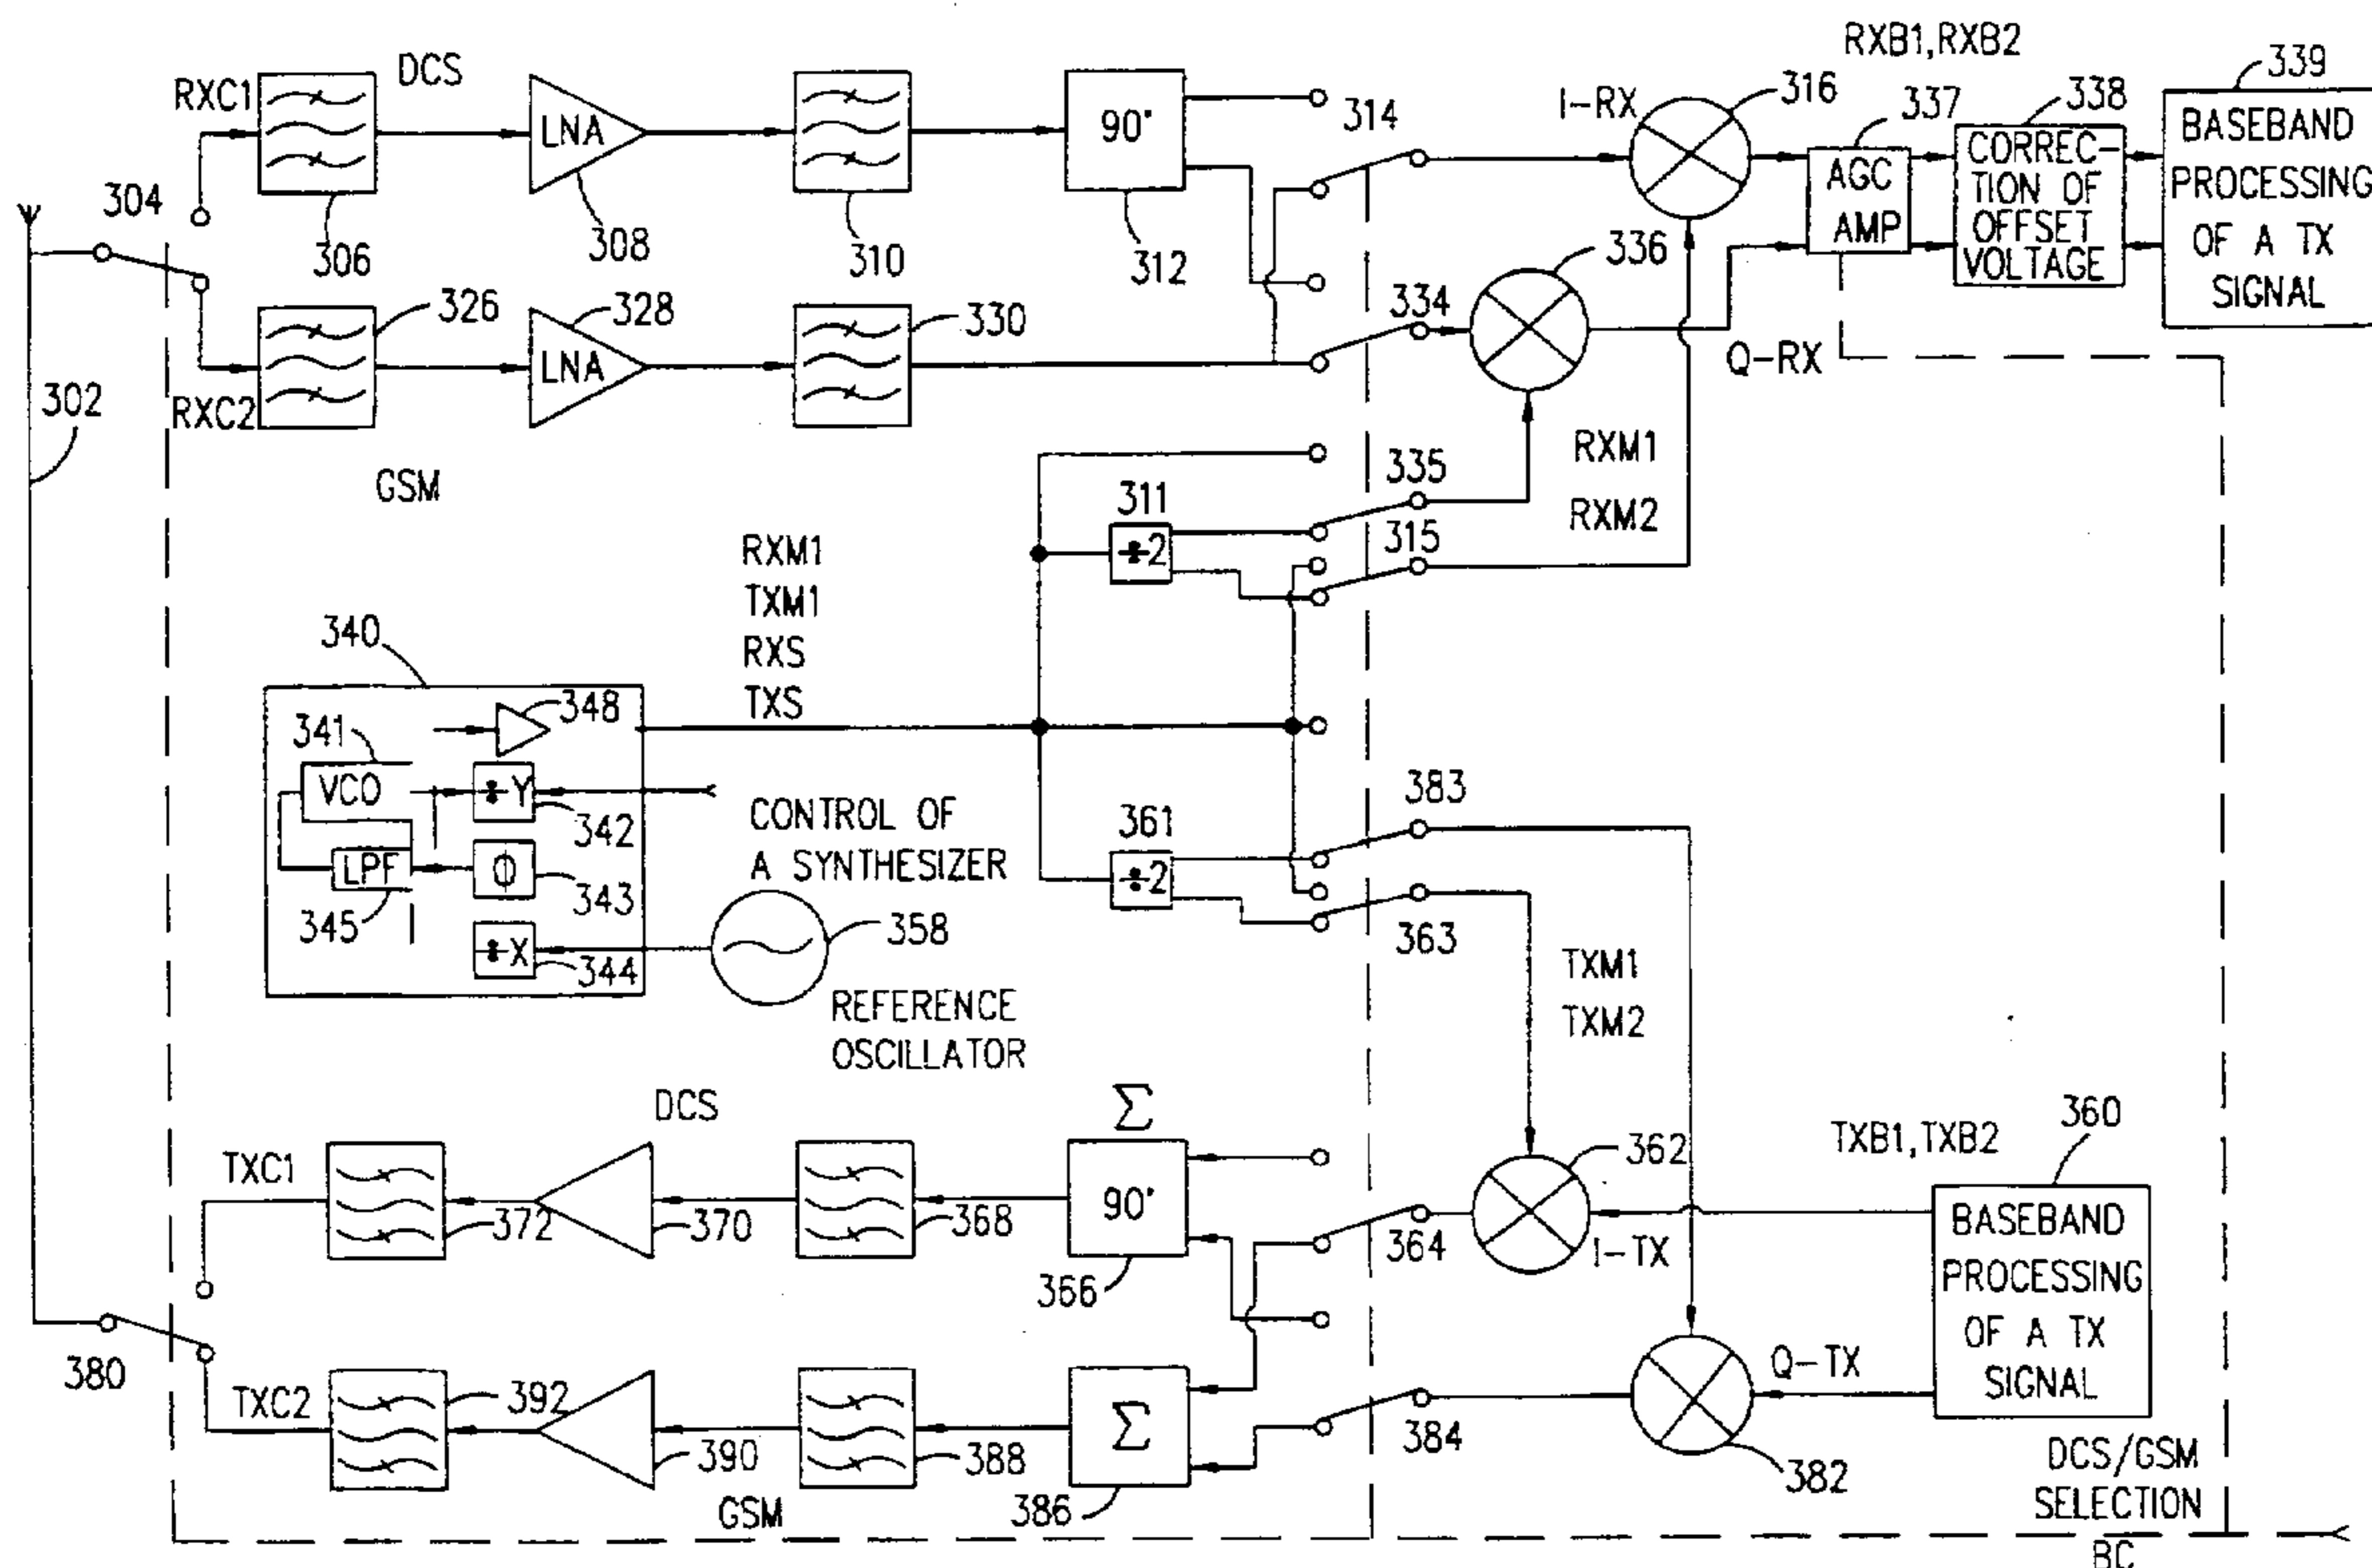 RXB1,RXB2
339
DCS
RXC1
LNA
90°
314
I-RX
316
337
338
BASEBAND
PROCESSING
OF A TX
SIGNAL
AGC
AMP
CORREC-
TION OF
OFFSET
VOLTAGE
304
306
308
310
312
336
326
328
330
334
LNA
Q-RX
302
RXC2
GSM
335
RXM1
RXM2
311
÷2
315
RXM1
TXM1
RXS
TXS
340
348
341
VCO
÷Y
342
CONTROL OF
A SYNTHESIZER
383
361
÷2
LPF
Φ
343
345
358
363
÷X
344
TXM1
TXM2
REFERENCE
OSCILLATOR
DCS
Σ
360
TXB1,TXB2
362
TXC1
90°
372
370
368
364
I-TX
366
BASEBAND
PROCESSING
OF A TX
SIGNAL
380
Q-TX
TXC2
392
Σ
390
388
384
382
GSM
386
DCS/GSM
SELECTION
BC